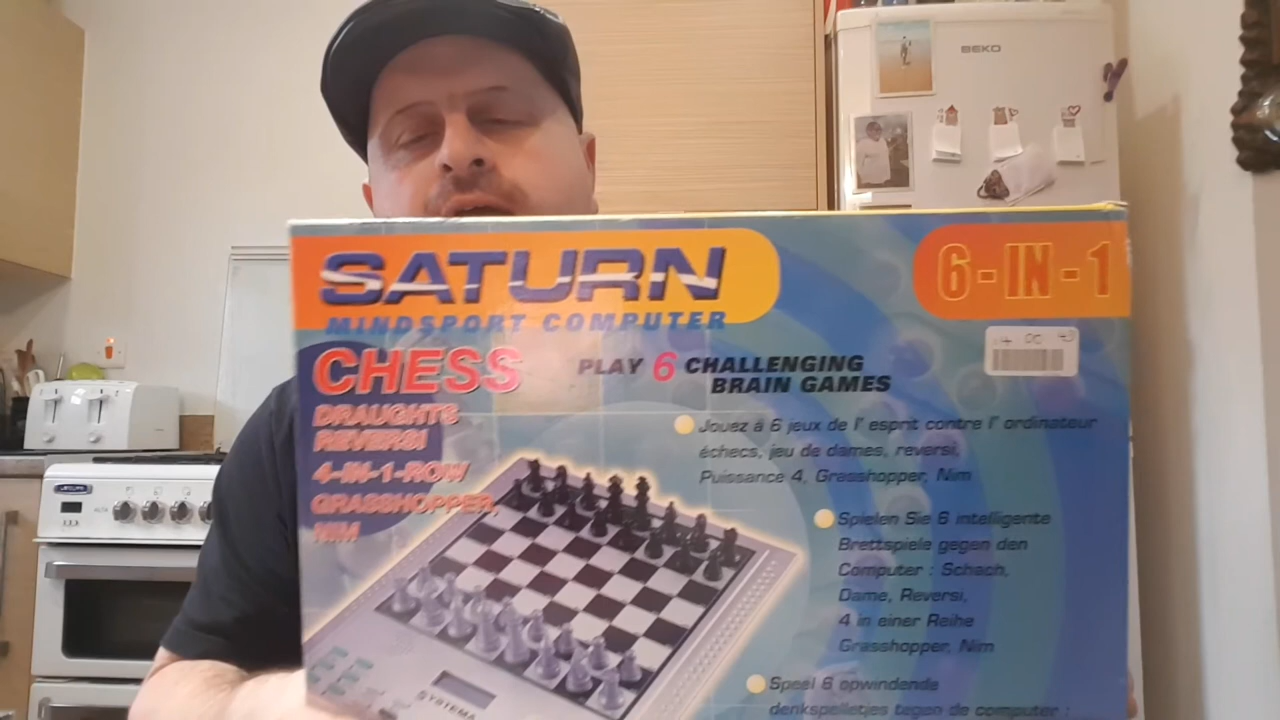 BEKO
SATURN
6-IN-1
MINDSPORT COMPUTER
CHESS
DRAUGHTS
REVERSI
4-IN-1-ROW
GRASSHOPPER,
NIM
PLAY 6 CHALLENGING
BRAIN GAMES
Jouez à 6 jeux de l' esprit contre l' ordinateur
échecs, jeu de dames, reversi,
Puissance 4, Grasshopper, Nim
Spielen Sie 6 intelligente
Brettspiele gegen den
Computer : Schach,
Dame, Reversi,
4 in einer Reihe
Grasshopper, Nim
Speel 6 opwindende
denkspelletjes tegen de computer :
SYSTEMA